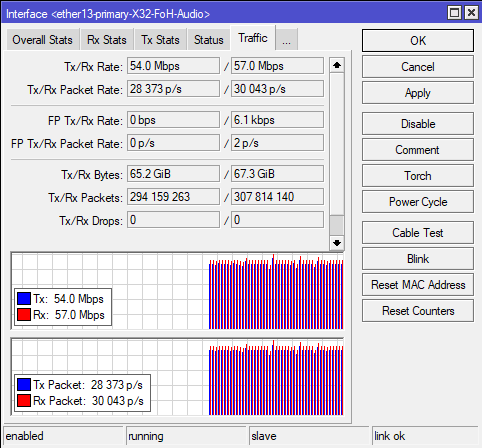 Interface <ether13-primary-X32-FoH-Audio>
Overall Stats Rx Stats Tx Stats Status Traffic ...
Tx/Rx Rate: 54.0 Mbps / 57.0 Mbps
Tx/Rx Packet Rate: 28 373 p/s / 30 043 p/s
FP Tx/Rx Rate: 0 bps / 6.1 kbps
FP Tx/Rx Packet Rate: 0 p/s / 2 p/s
Tx/Rx Bytes: 65.2 GiB / 67.3 GiB
Tx/Rx Packets: 294 159 263 / 307 814 140
Tx/Rx Drops: 0 / 0
Tx: 54.0 Mbps
Rx: 57.0 Mbps
Tx Packet: 28 373 p/s
Rx Packet: 30 043 p/s
OK
Cancel
Apply
Disable
Comment
Torch
Power Cycle
Cable Test
Blink
Reset MAC Address
Reset Counters
enabled running slave link ok